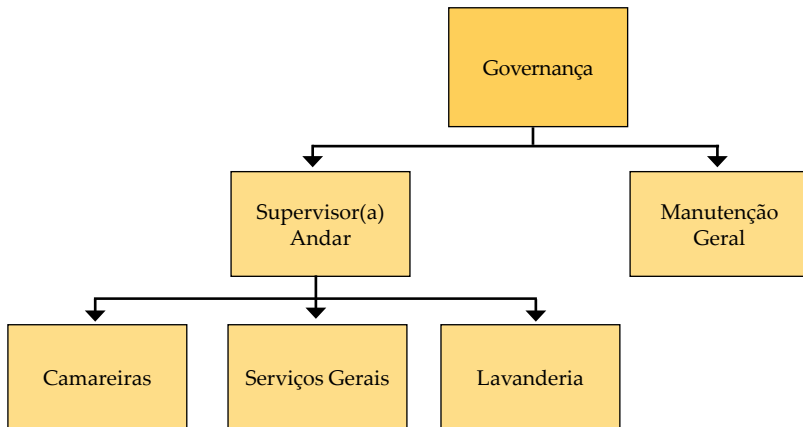 Governança
Supervisor(a)
Andar
Manutenção
Geral
Camareiras
Serviços Gerais
Lavanderia